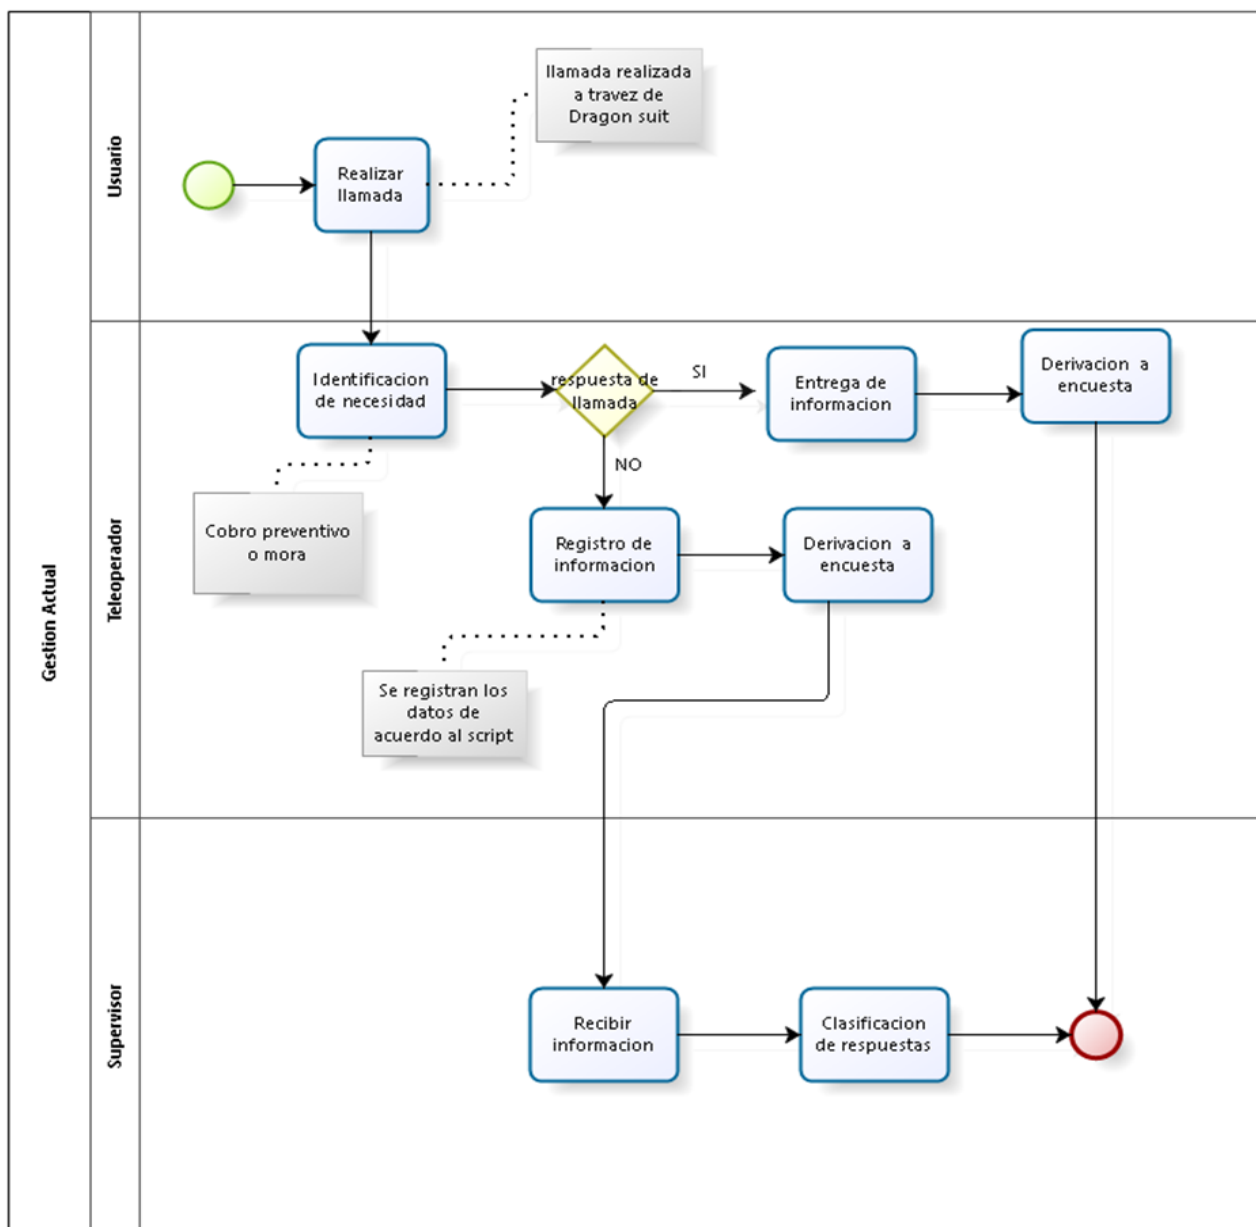 Gestion Actual
Usuario
llamada realizada
a travez de
Dragon suit
Realizar
llamada
Teleoperador
Identificacion
de necesidad
respuesta de
llamada
SI
Entrega de
informacion
Derivacion a
encuesta
NO
Cobro preventivo
o mora
Registro de
informacion
Derivacion a
encuesta
Se registran los
datos de
acuerdo al script
Supervisor
Recibir
informacion
Clasificacion
de respuestas